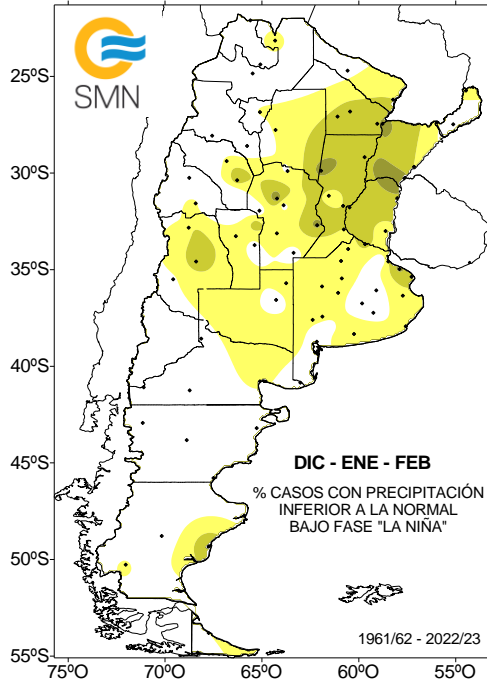 SMN
25ºS
30ºS
35ºS
40ºS
45ºS
50ºS
55ºS
DIC - ENE - FEB
% CASOS CON PRECIPITACIÓN
INFERIOR A LA NORMAL
BAJO FASE "LA NIÑA"
1961/62 - 2022/23
75ºO 70ºO 65ºO 60ºO 55ºO